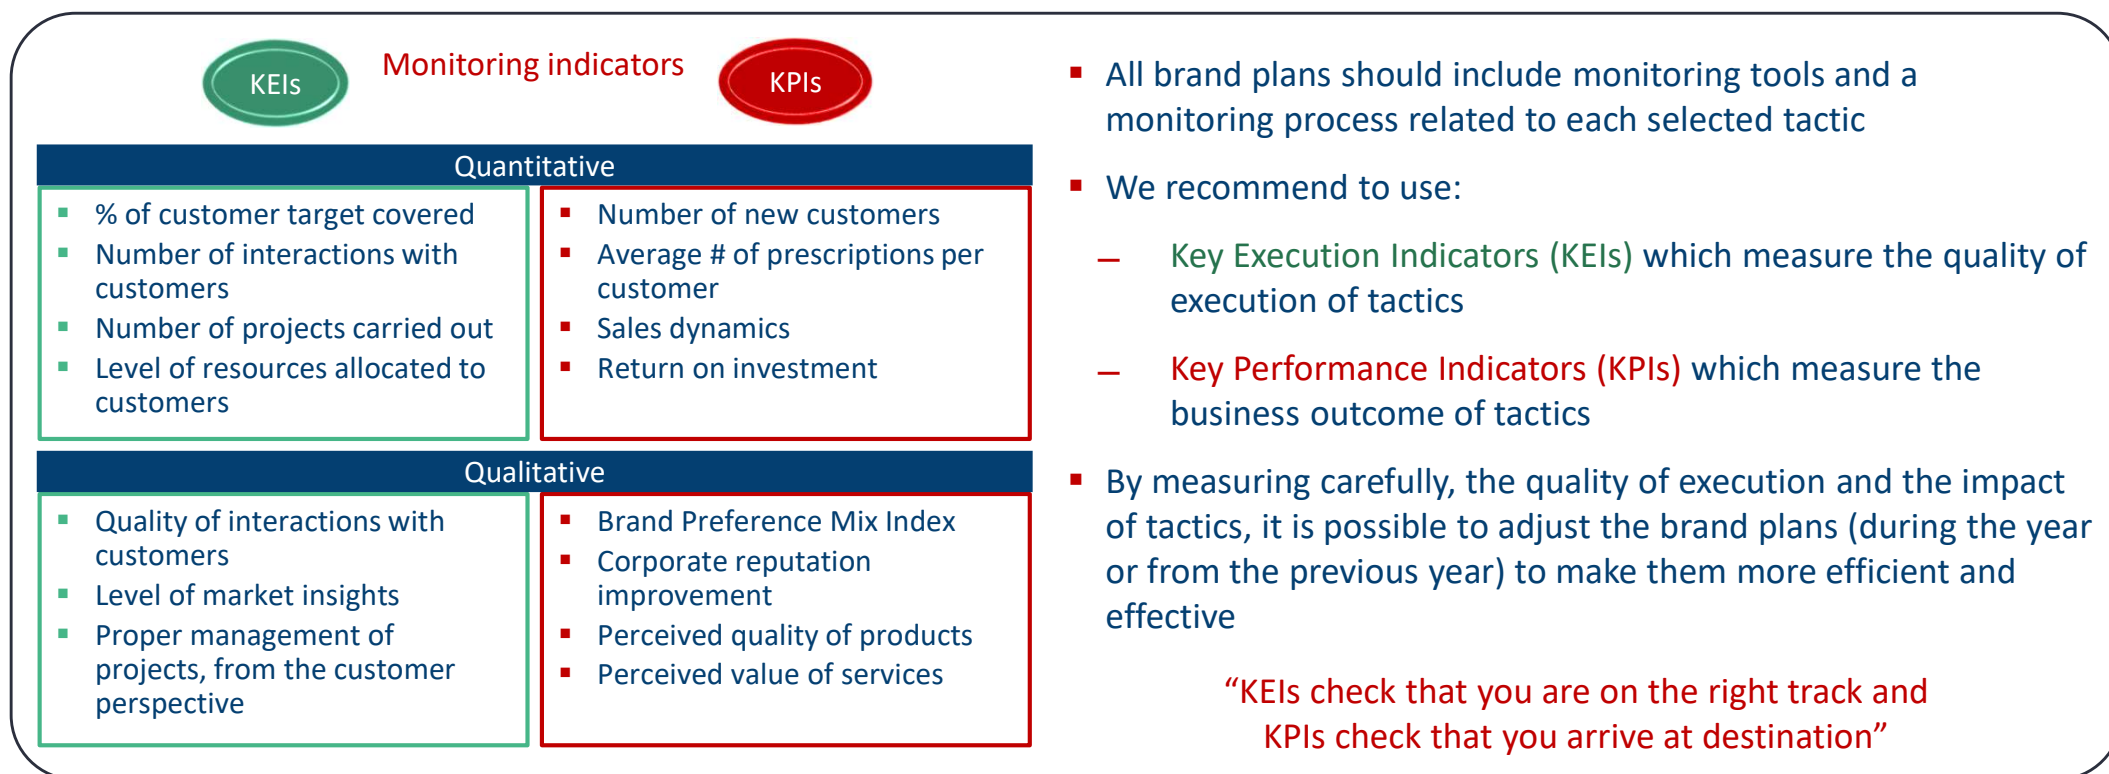 KEIs
Monitoring indicators
KPIs
Quantitative
% of customer target covered
Number of interactions with
customers
Number of projects carried out
Level of resources allocated to
customers
Number of new customers
Average # of prescriptions per
customer
Sales dynamics
Return on investment
Qualitative
Quality of interactions with
customers
Level of market insights
Proper management of
projects, from the customer
perspective
Brand Preference Mix Index
Corporate reputation
improvement
Perceived quality of products
Perceived value of services
All brand plans should include monitoring tools and a
monitoring process related to each selected tactic
We recommend to use:
– Key Execution Indicators (KEIs) which measure the quality of
execution of tactics
– Key Performance Indicators (KPIs) which measure the
business outcome of tactics
By measuring carefully, the quality of execution and the impact
of tactics, it is possible to adjust the brand plans (during the year
or from the previous year) to make them more efficient and
effective
“KEIs check that you are on the right track and
KPIs check that you arrive at destination”